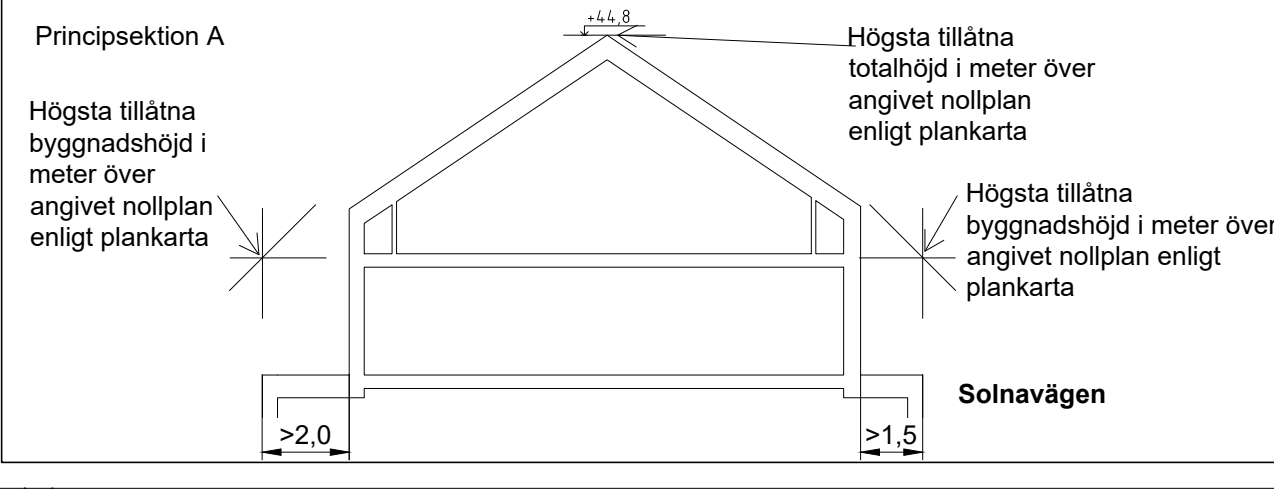 +44,8
Principsektion A
Högsta tillåtna
totalhöjd i meter över
angivet nollplan
enligt plankarta
Högsta tillåtna
byggnadshöjd i
meter över
angivet nollplan
enligt plankarta
Högsta tillåtna
byggnadshöjd i meter över
angivet nollplan enligt
plankarta
Solnavägen
>2,0
>1,5